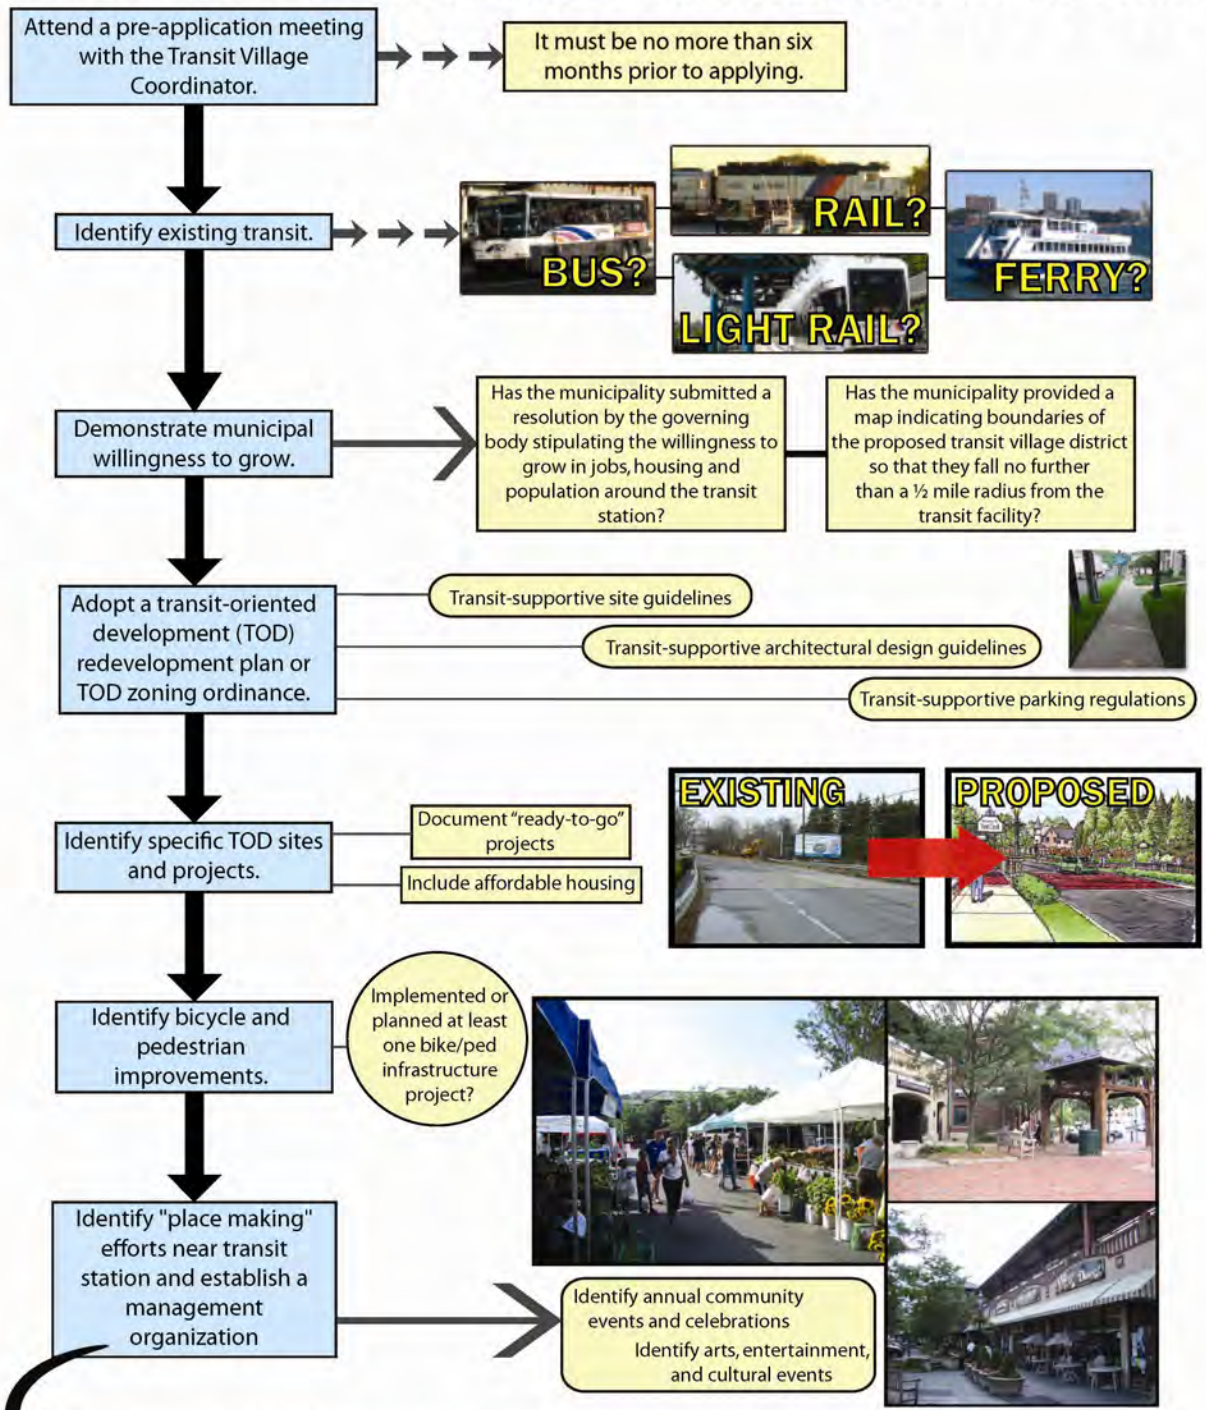 Attend a pre-application meeting
with the Transit Village
Coordinator.
It must be no more than six
months prior to applying.
Identify existing transit.
BUS?
RAIL?
LIGHT RAIL?
FERRY?
Demonstrate municipal
willingness to grow.
Has the municipality submitted a
resolution by the governing
body stipulating the willingness to
grow in jobs, housing and
population around the transit
station?
Has the municipality provided a
map indicating boundaries of
the proposed transit village district
so that they fall no further
than a ½ mile radius from the
transit facility?
Adopt a transit-oriented
development (TOD)
redevelopment plan or
TOD zoning ordinance.
Transit-supportive site guidelines
Transit-supportive architectural design guidelines
Transit-supportive parking regulations
Identify specific TOD sites
and projects.
Document “ready-to-go”
projects
Include affordable housing
EXISTING
PROPOSED
Identify bicycle and
pedestrian
improvements.
Implemented or
planned at least
one bike/ped
infrastructure
project?
Identify "place making"
efforts near transit
station and establish a
management
organization
Identify annual community
events and celebrations
Identify arts, entertainment,
and cultural events